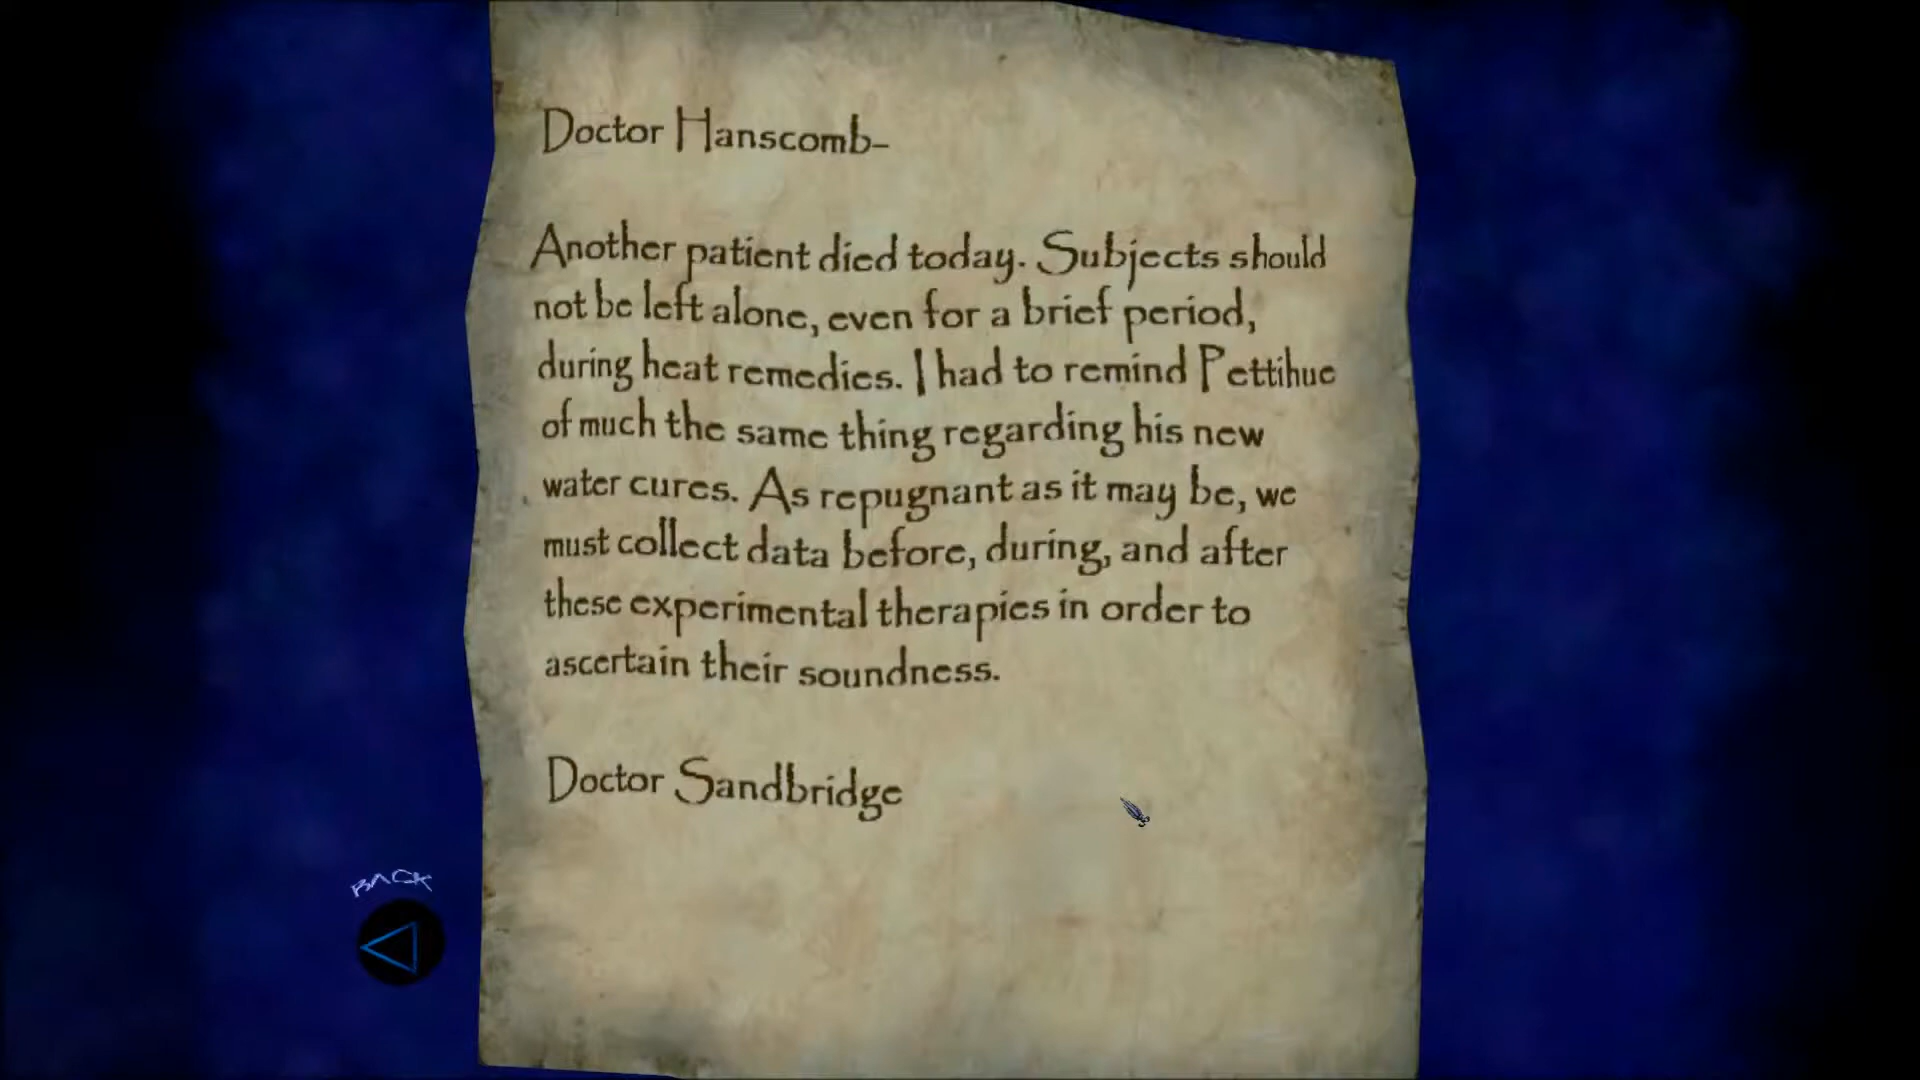 Doctor Hanscomb-
Another patient died today. Subjects should
not be left alone, even for a brief period,
during heat remedies. I had to remind Pettihue
of much the same thing regarding his new
water cures. As repugnant as it may be, we
must collect data before, during, and after
these experimental therapies in order to
ascertain their soundness.
Doctor Sandbridge
BACK